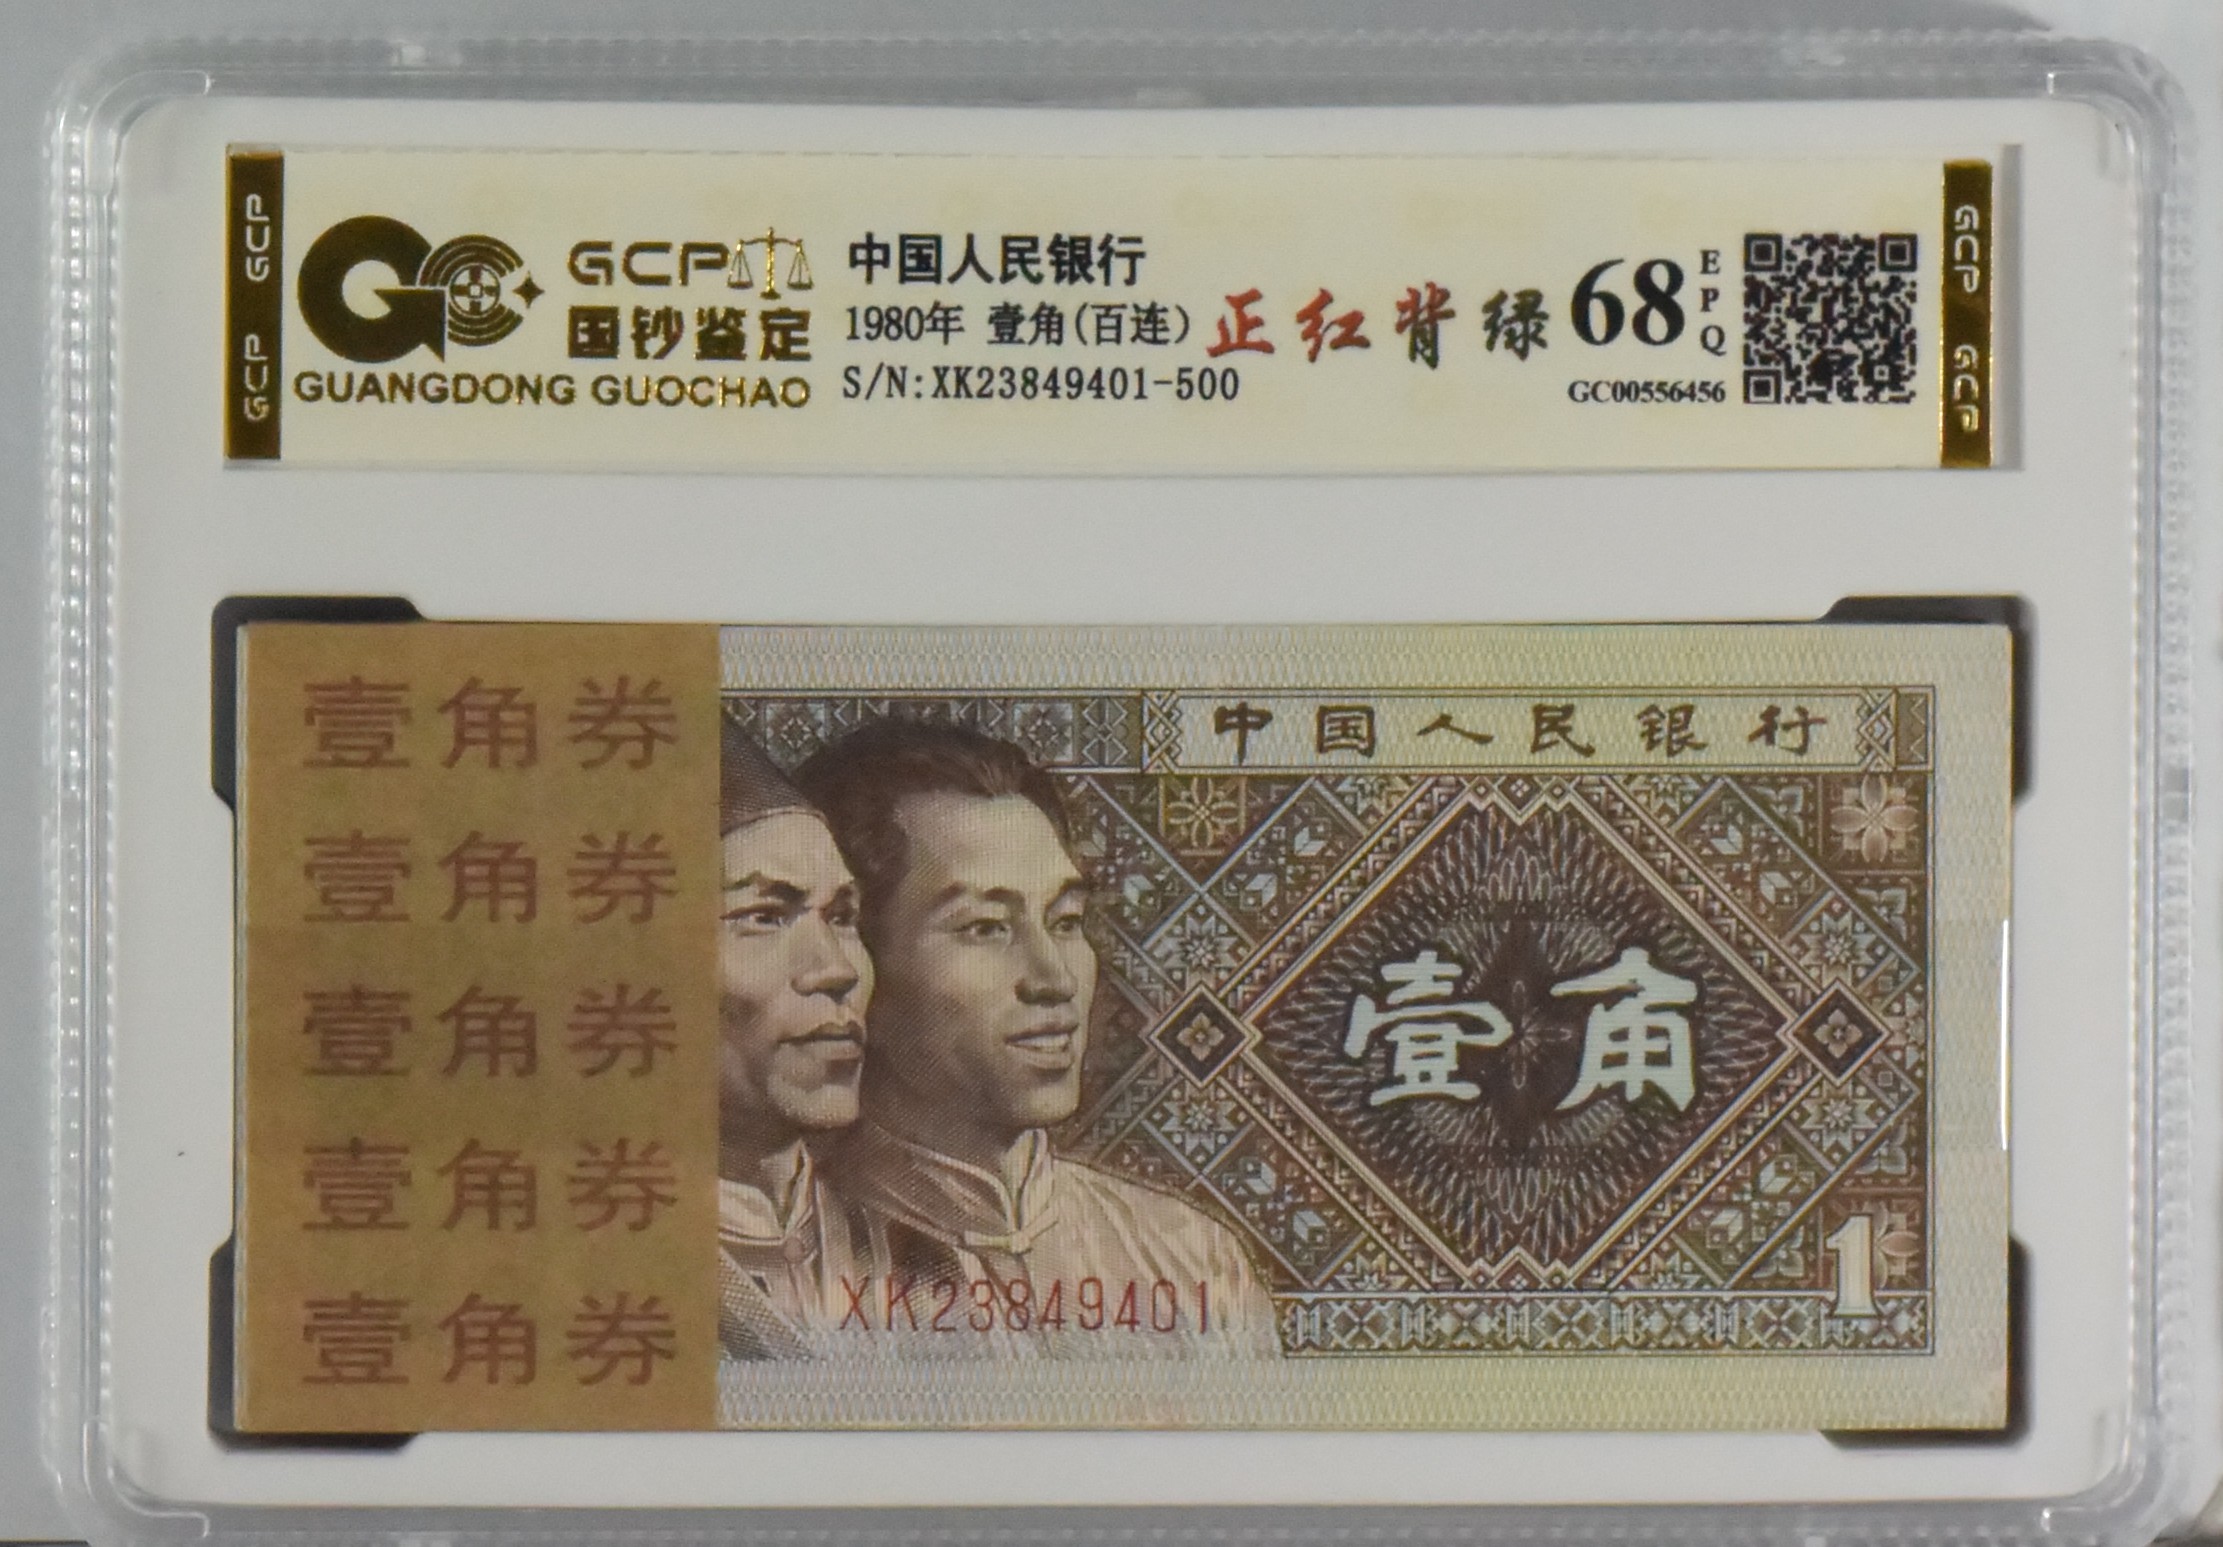 GCP GCP
GCP
国钞鉴定
GUANGDONG GUOCHAO
中国人民银行
1980年 壹角(百连)
S/N:XK23849401-500
正红背绿
68
EPQ
GC00556456
GCP GCP
壹角券
壹角券
壹角券
壹角券
壹角券
中国人民银行
壹角
1
XK23849401